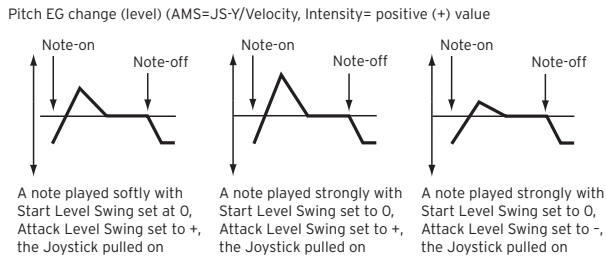 Pitch EG change (level) (AMS=JS-Y/Velocity, Intensity= positive (+) value
Note-on
Note-off
Note-on
Note-off
Note-on
Note-off
A note played softly with
Start Level Swing set at 0,
Attack Level Swing set to +,
the Joystick pulled on
A note played strongly with
Start Level Swing set to 0,
Attack Level Swing set to +,
the Joystick pulled on
A note played strongly with
Start Level Swing set to 0,
Attack Level Swing set to –,
the Joystick pulled on